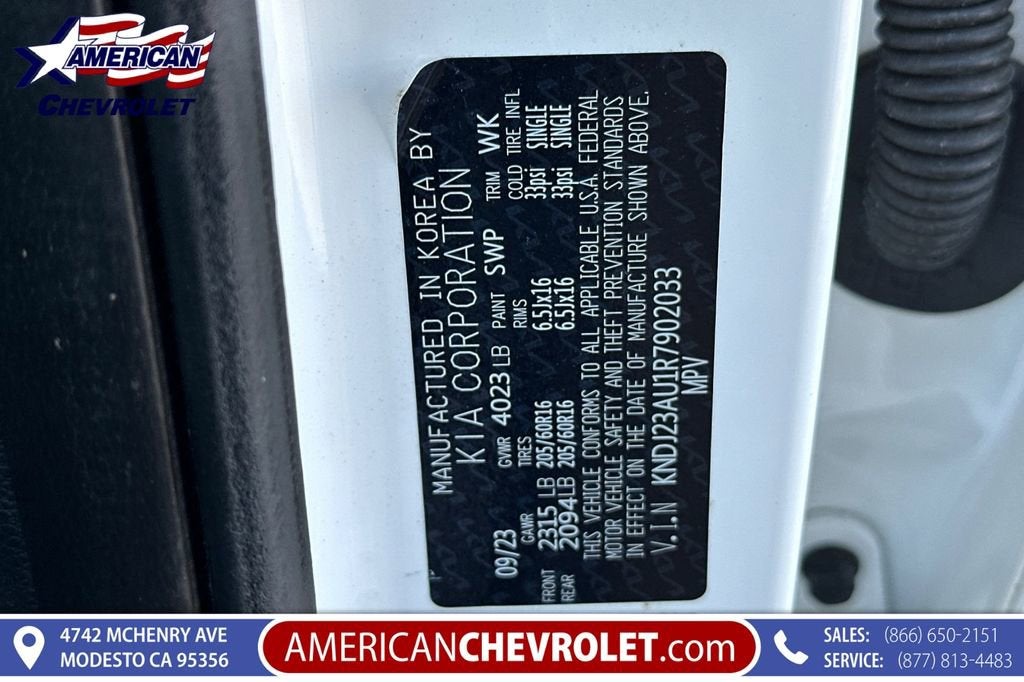 AMERICAN
CHEVROLET
MANUFACTURED IN KOREA BY
KIA CORPORATION
09/23 GVWR 4023 LB PAINT SWP TRIM WK
GAWR TIRES RIMS COLD TIRE INFL
FRONT 2315 LB 205/60R16 6.5Jx16 33psi SINGLE
REAR 2094LB 205/60R16 6.5Jx16 33psi SINGLE
THIS VEHICLE CONFORMS TO ALL APPLICABLE U.S.A. FEDERAL
MOTOR VEHICLE SAFETY AND THEFT PREVENTION STANDARDS
IN EFFECT ON THE DATE OF MANUFACTURE SHOWN ABOVE.
V.I.N KNDJ23AU1R7902033
MPV
4742 MCHENRY AVE
MODESTO CA 95356
AMERICANCHEVROLET.com
SALES: (866) 650-2151
SERVICE: (877) 813-4483